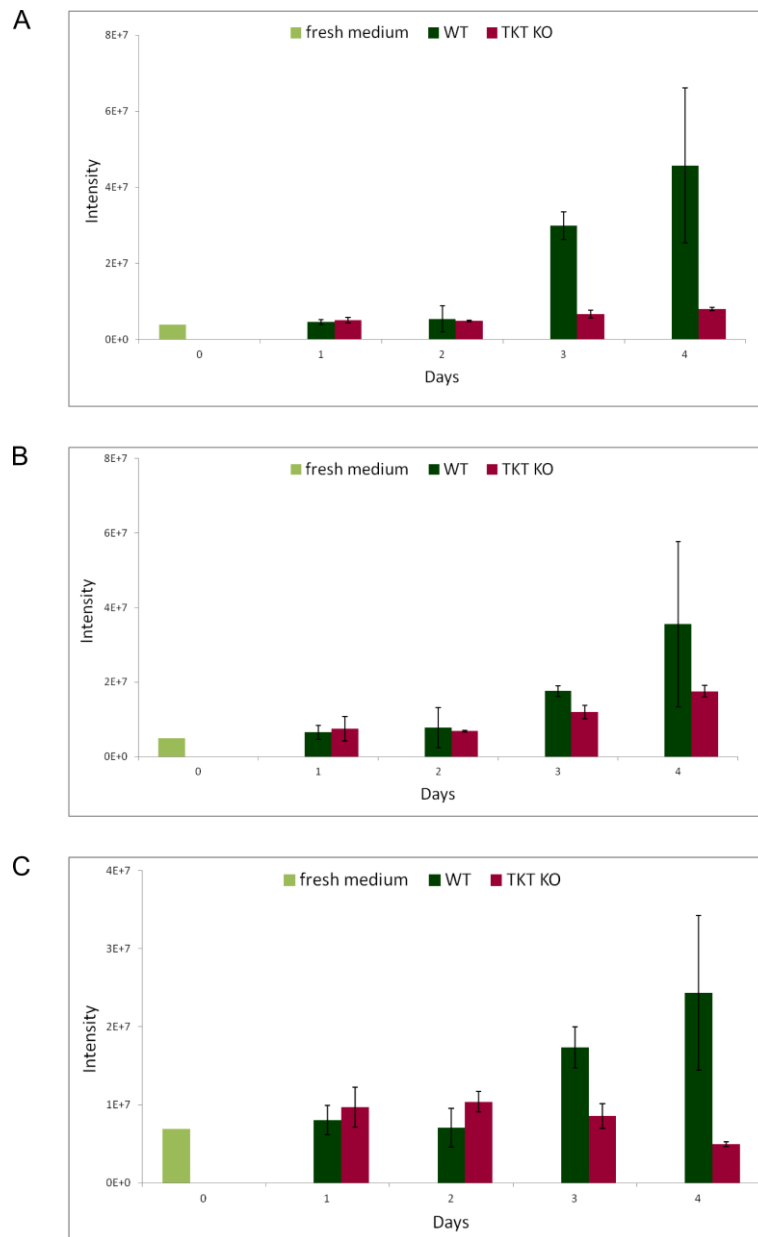 A
fresh medium WT TKT KO
8E+7
6E+7
4E+7
2E+7
0E+0
Intensity
0 1 2 3 4
Days
B
fresh medium WT TKT KO
8E+7
6E+7
4E+7
2E+7
0E+0
Intensity
0 1 2 3 4
Days
C
fresh medium WT TKT KO
4E+7
3E+7
2E+7
1E+7
0E+0
Intensity
0 1 2 3 4
Days